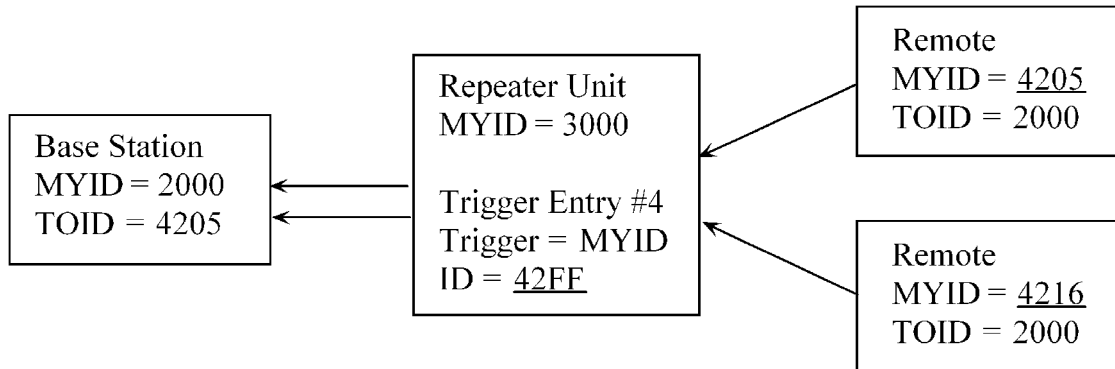 Base Station
MYID = 2000
TOID = 4205
Repeater Unit
MYID = 3000
Trigger Entry #4
Trigger = MYID
ID = 42FF
Remote
MYID = 4205
TOID = 2000
Remote
MYID = 4216
TOID = 2000